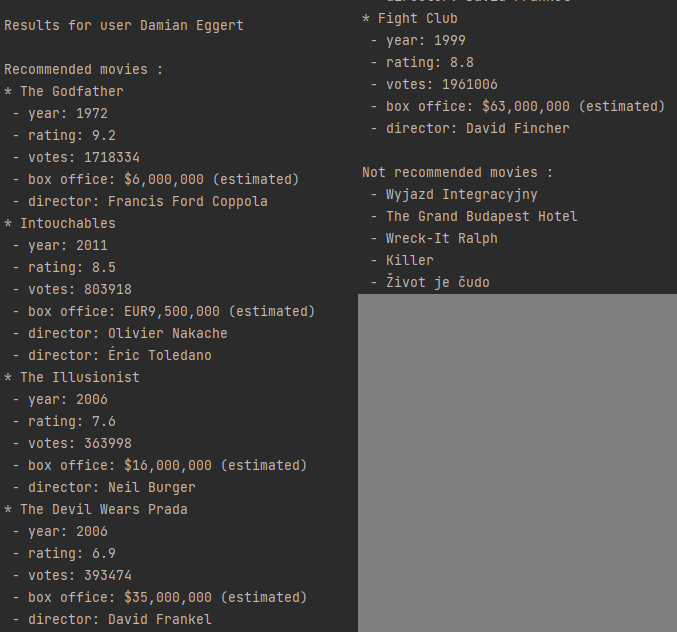 Results for user Damian Eggert
Recommended movies :
* The Godfather
- year: 1972
- rating: 9.2
- votes: 1718334
- box office: $6,000,000 (estimated)
- director: Francis Ford Coppola
* Intouchables
- year: 2011
- rating: 8.5
- votes: 803918
- box office: EUR9,500,000 (estimated)
- director: Olivier Nakache
- director: Éric Toledano
* The Illusionist
- year: 2006
- rating: 7.6
- votes: 363998
- box office: $16,000,000 (estimated)
- director: Neil Burger
* The Devil Wears Prada
- year: 2006
- rating: 6.9
- votes: 393474
- box office: $35,000,000 (estimated)
- director: David Frankel
* Fight Club
- year: 1999
- rating: 8.8
- votes: 1961006
- box office: $63,000,000 (estimated)
- director: David Fincher
Not recommended movies :
- Wyjazd Integracyjny
- The Grand Budapest Hotel
- Wreck-It Ralph
- Killer
- Život je čudo